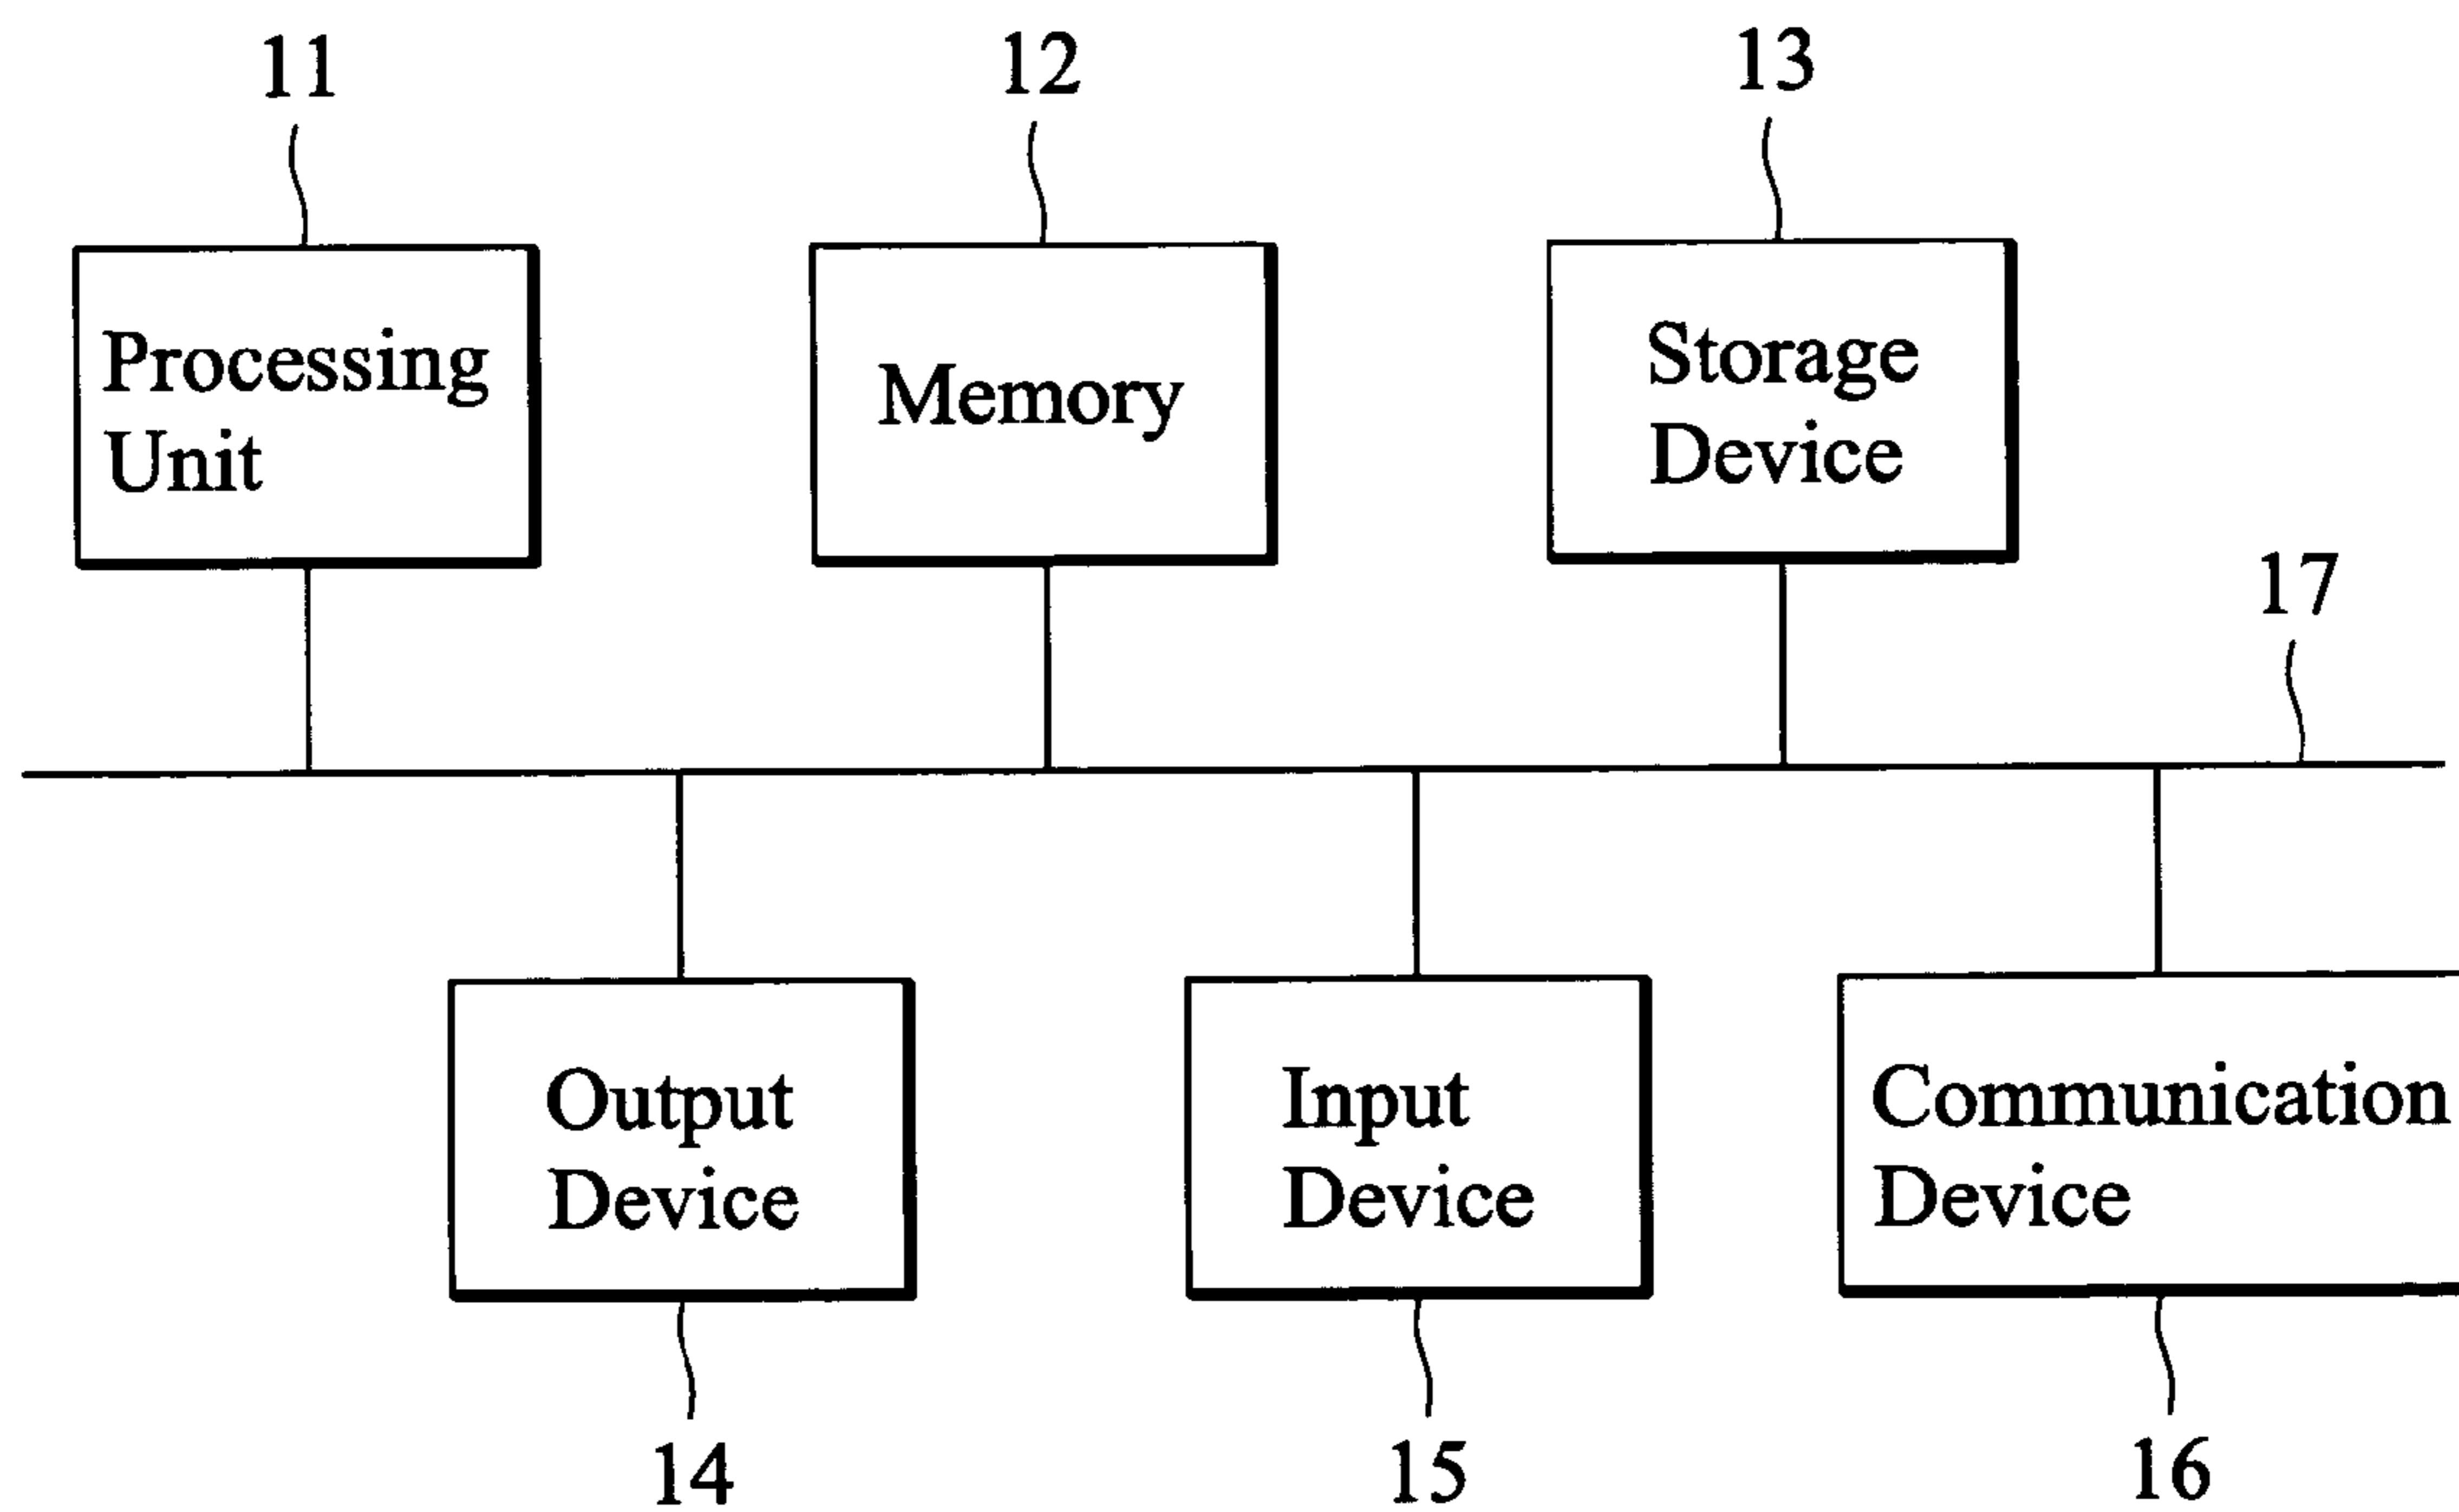 11
12
13
Processing
Unit
Memory
Storage
Device
17
Output
Device
Input
Device
Communication
Device
14
15
16